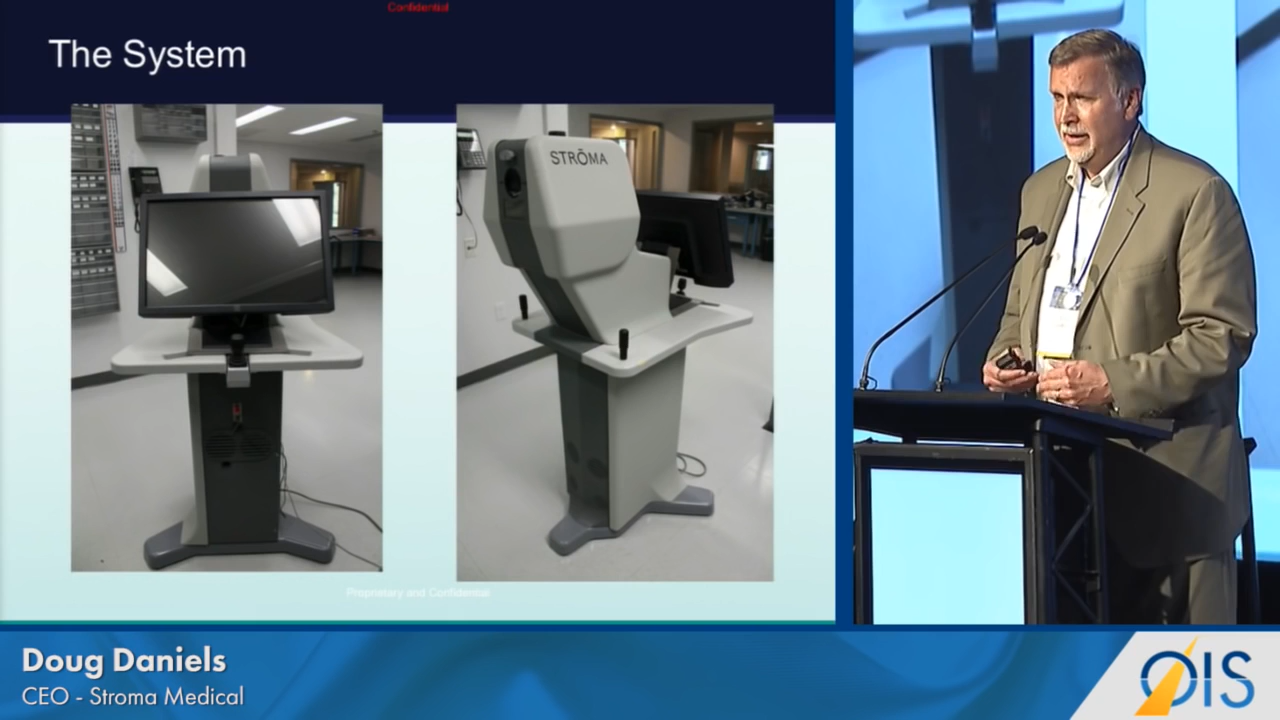 Confidential
The System
STRŌMA
Proprietary and Confidential
Doug Daniels
CEO - Stroma Medical
OIS